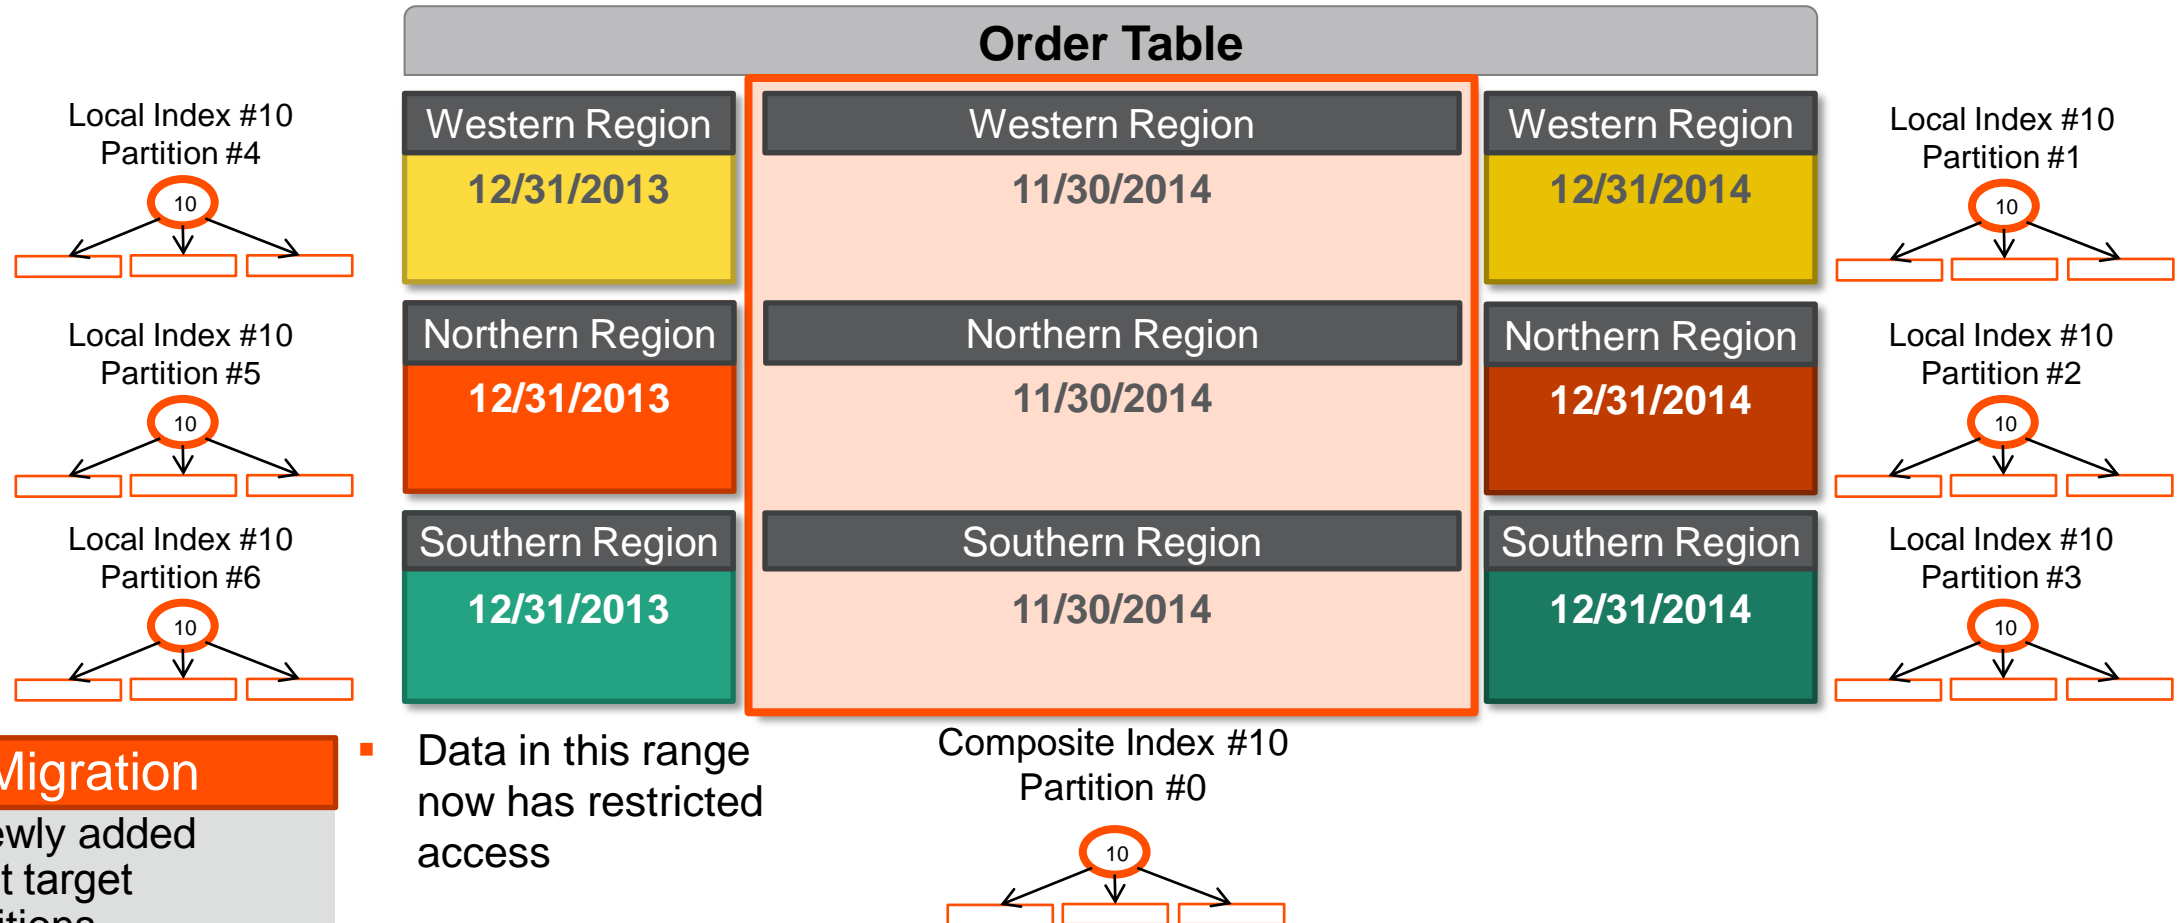 Order Table
Local Index #10
Partition #4
10
Western Region
12/31/2013
Western Region
11/30/2014
Western Region
12/31/2014
Local Index #10
Partition #1
10
Local Index #10
Partition #5
10
Northern Region
12/31/2013
Northern Region
11/30/2014
Northern Region
12/31/2014
Local Index #10
Partition #2
10
Local Index #10
Partition #6
10
Southern Region
12/31/2013
Southern Region
11/30/2014
Southern Region
12/31/2014
Local Index #10
Partition #3
10
Migration
added
target
▪ Data in this range
now has restricted
access
Composite Index #10
Partition #0
10